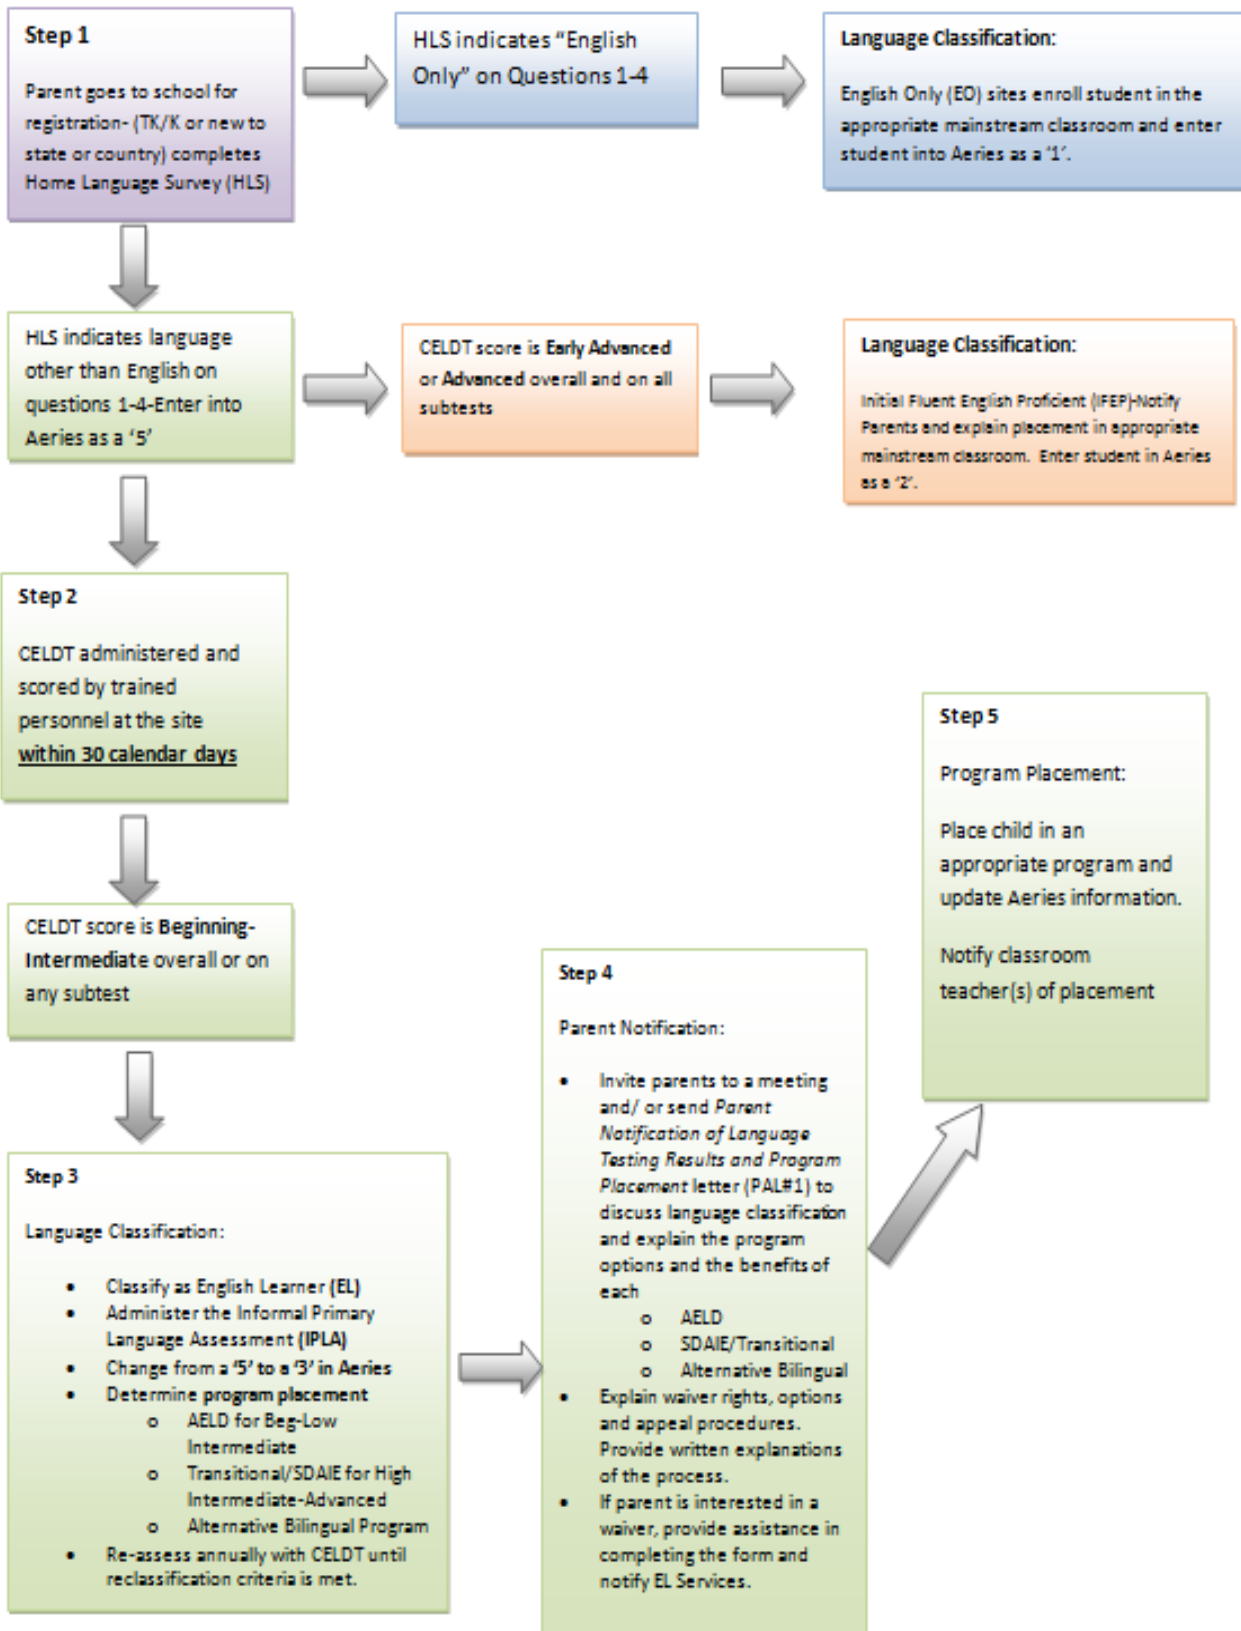 Step 1
Parent goes to school for
registration- (TK/K or new to
state or country) completes
Home Language Survey (HLS)
HLS indicates “English
Only” on Questions 1-4
Language Classification:
English Only (EO) sites enroll student in the
appropriate mainstream classroom and enter
student into Aeries as a ‘1’.
HLS indicates language
other than English on
questions 1-4-Enter into
Aeries as a ‘5’
CELDT score is Early Advanced
or Advanced overall and on all
subtests
Language Classification:
Initial Fluent English Proficient (IFEP)-Notify
Parents and explain placement in appropriate
mainstream classroom. Enter student in Aeries
as a ‘2’.
Step 2
CELDT administered and
scored by trained
personnel at the site
within 30 calendar days
CELDT score is Beginning-
Intermediate overall or on
any subtest
Step 3
Language Classification:
• Classify as English Learner (EL)
• Administer the Informal Primary
Language Assessment (IPLA)
• Change from a ‘5’ to a ‘3’ in Aeries
• Determine program placement
o AELD for Beg-Low
Intermediate
o Transitional/SDAIE for High
Intermediate-Advanced
o Alternative Bilingual Program
• Re-assess annually with CELDT until
reclassification criteria is met.
Step 4
Parent Notification:
• Invite parents to a meeting
and/ or send Parent
Notification of Language
Testing Results and Program
Placement letter (PAL#1) to
discuss language classification
and explain the program
options and the benefits of
each
o AELD
o SDAIE/Transitional
o Alternative Bilingual
• Explain waiver rights, options
and appeal procedures.
Provide written explanations
of the process.
• If parent is interested in a
waiver, provide assistance in
completing the form and
notify EL Services.
Step 5
Program Placement:
Place child in an
appropriate program and
update Aeries information.
Notify classroom
teacher(s) of placement